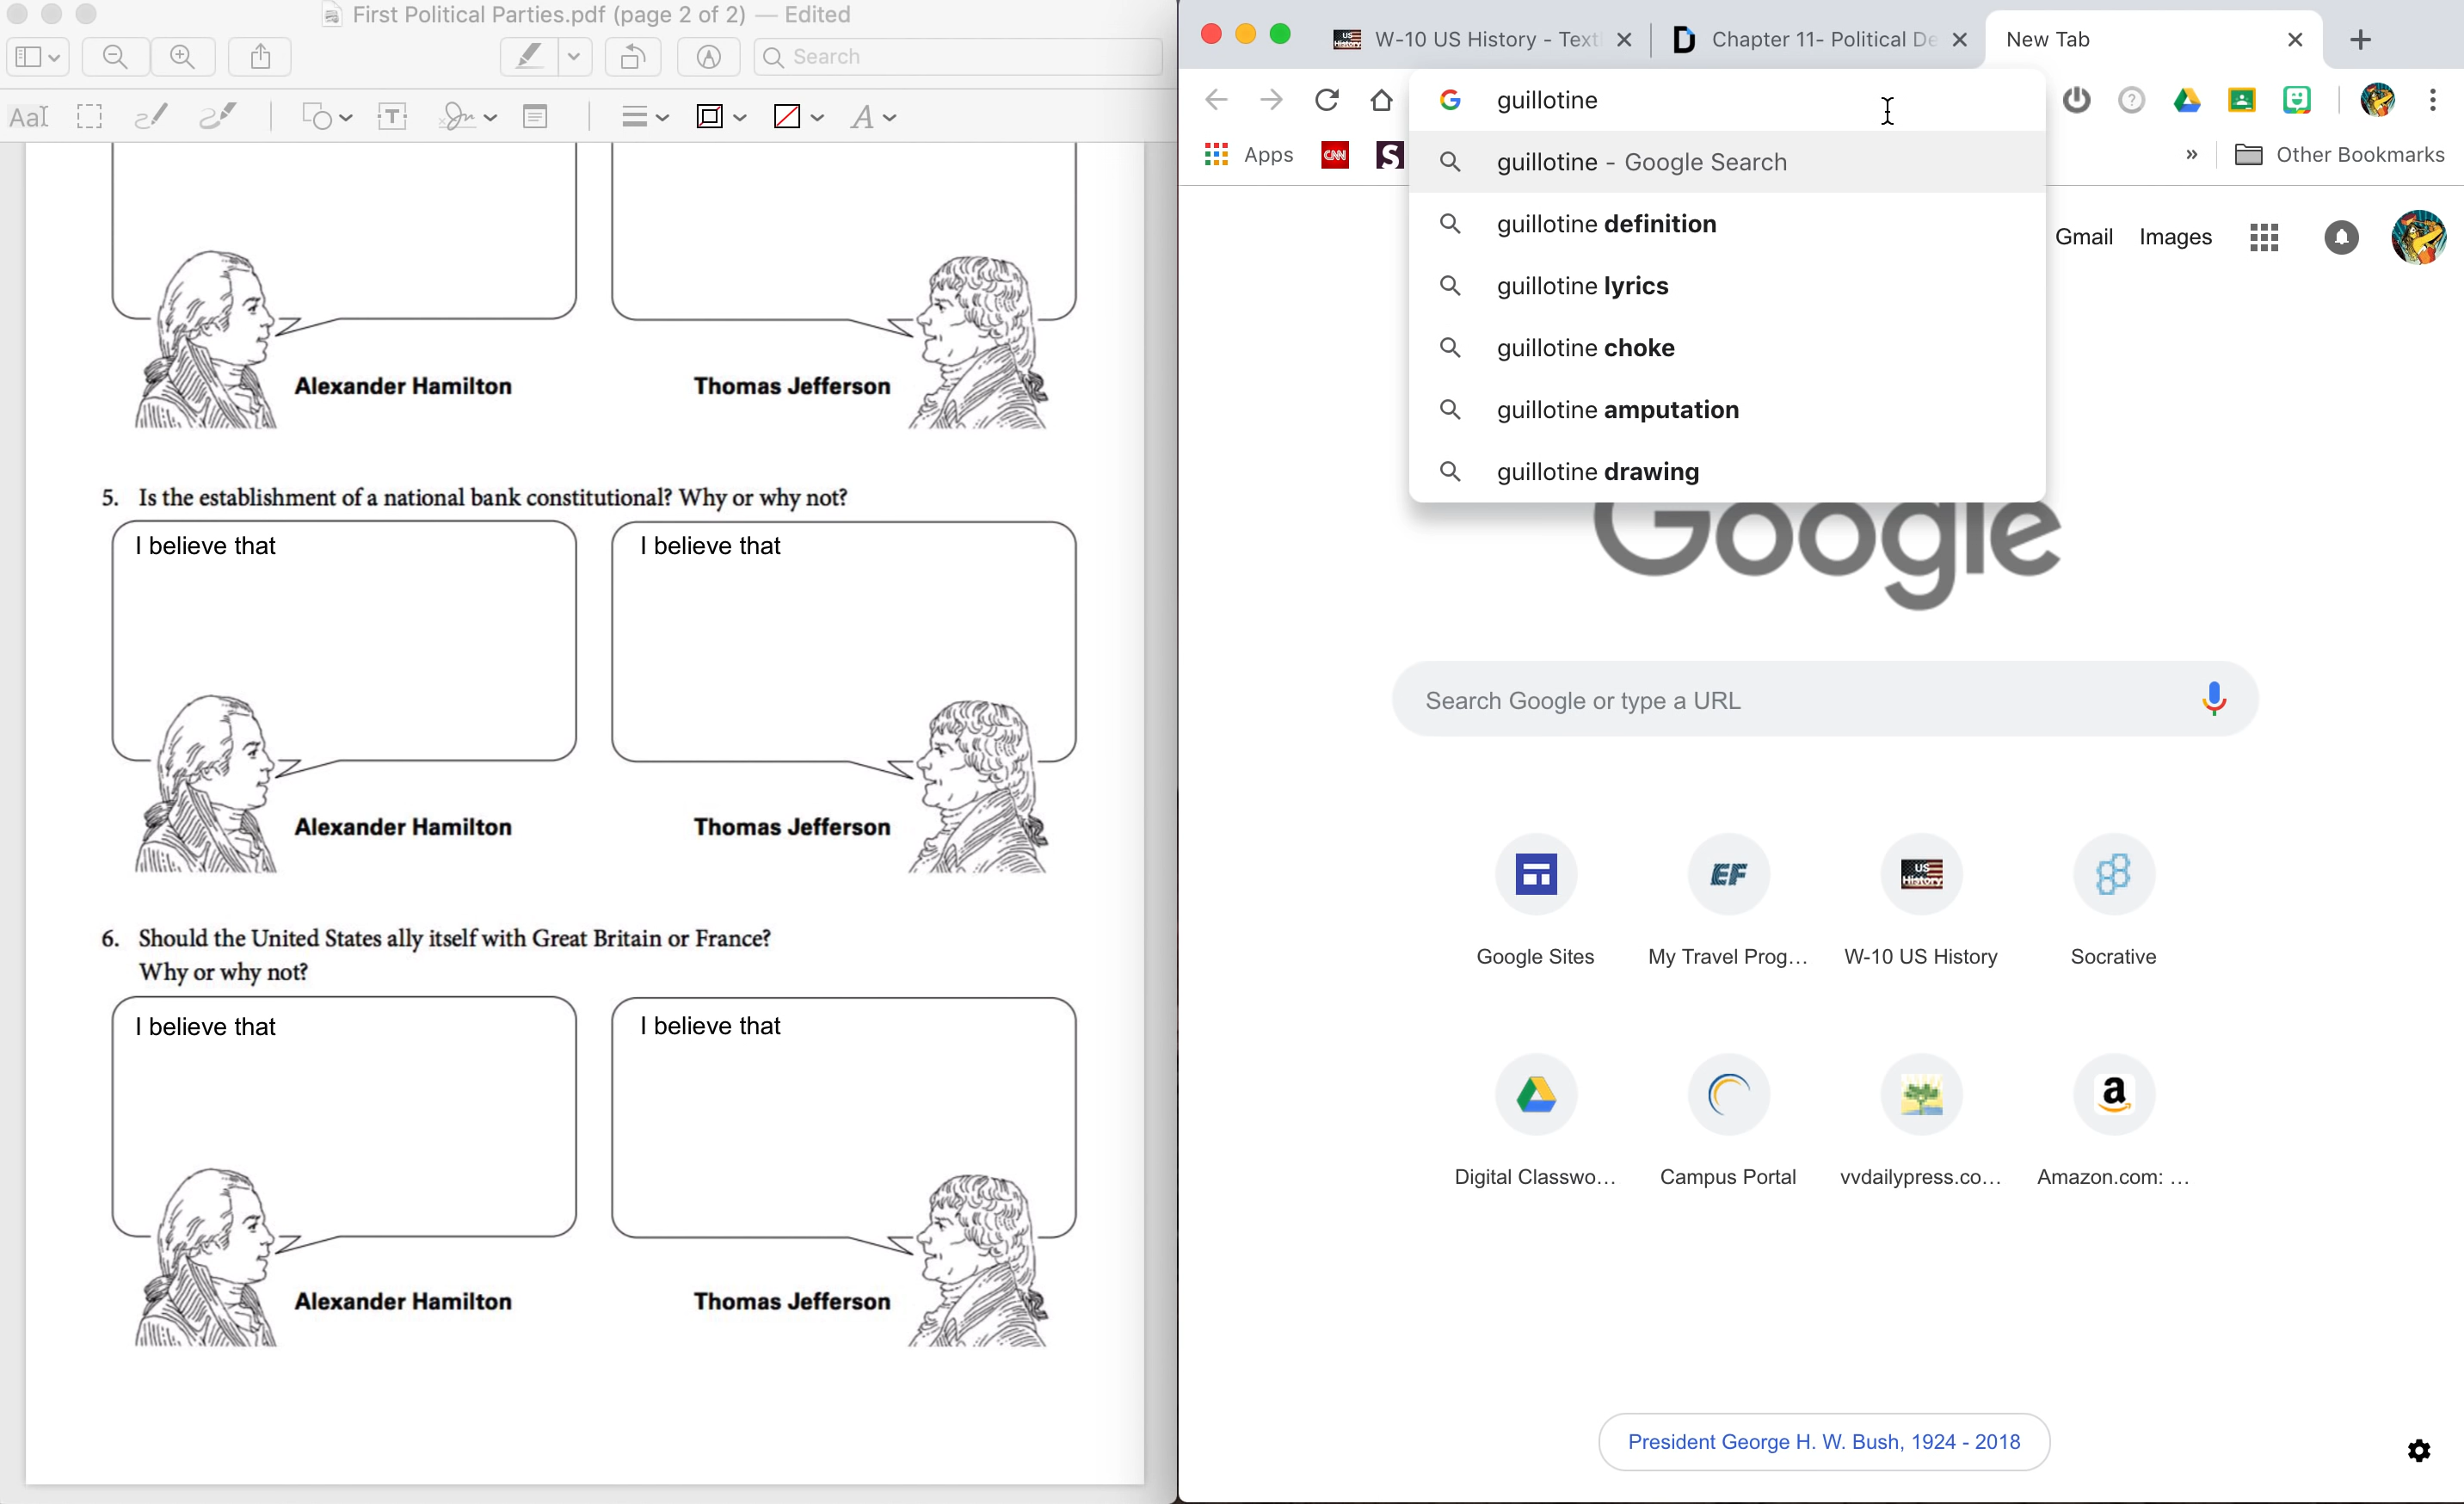 First Political Parties.pdf (page 2 of 2) — Edited
Search
AaI
T
A
Alexander Hamilton
Thomas Jefferson
5. Is the establishment of a national bank constitutional? Why or why not?
I believe that
I believe that
Alexander Hamilton
Thomas Jefferson
6. Should the United States ally itself with Great Britain or France?
Why or why not?
I believe that
I believe that
Alexander Hamilton
Thomas Jefferson
W-10 US History - Text
Chapter 11- Political De
New Tab
guillotine
Apps
CNN
S
Other Bookmarks
guillotine - Google Search
guillotine definition
guillotine lyrics
guillotine choke
guillotine amputation
guillotine drawing
Gmail
Images
Google
Search Google or type a URL
EF
US History
Google Sites
My Travel Prog...
W-10 US History
Socrative
a
Digital Classwo...
Campus Portal
vvdailypress.co...
Amazon.com: ...
President George H. W. Bush, 1924 - 2018